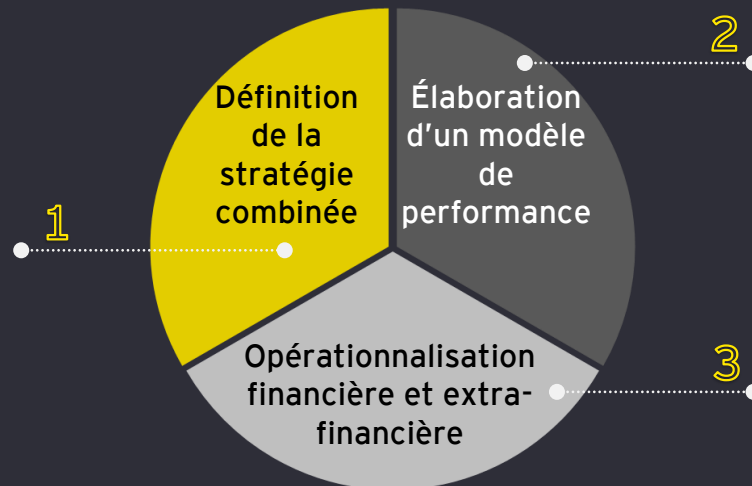 1
Définition
de la
stratégie
combinée
2
Élaboration
d'un modèle
de
performance
3
Opérationnalisation
financière et extra-
financière